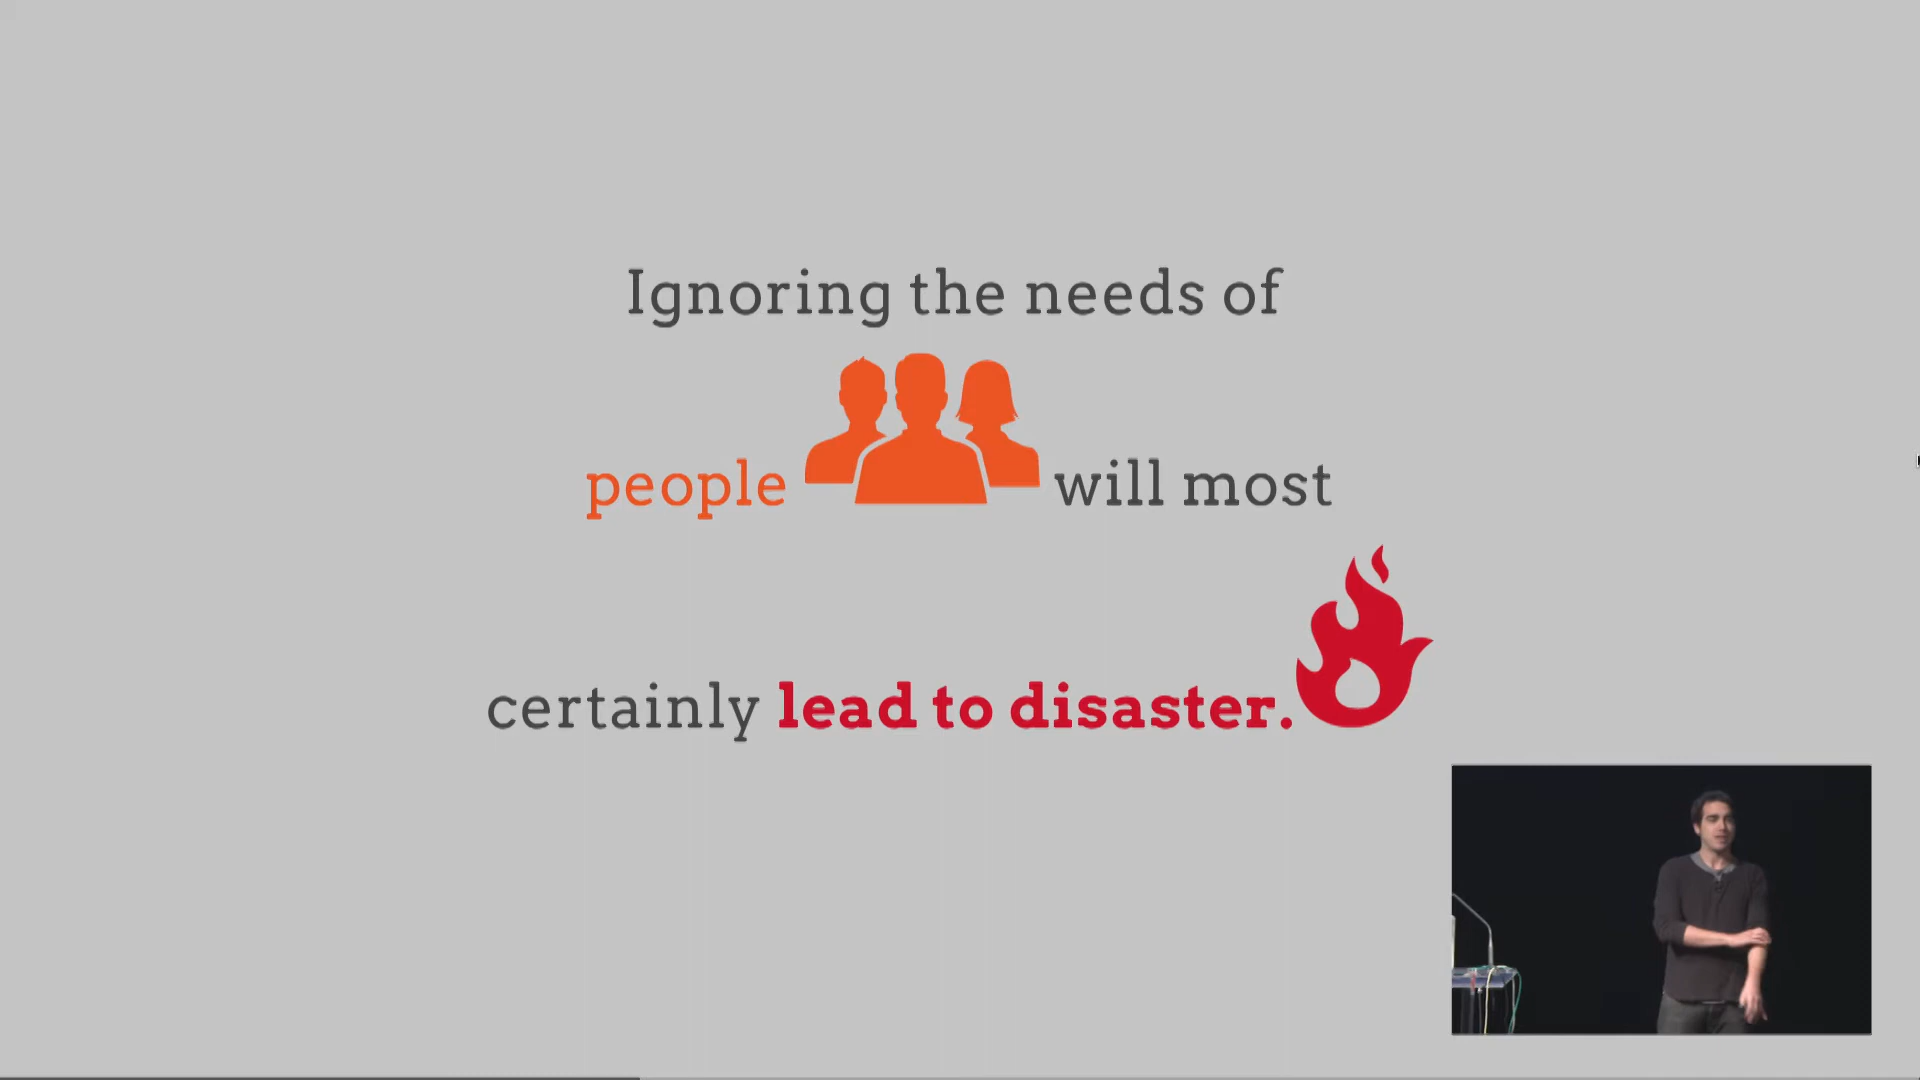 Ignoring the needs of
people will most
certainly lead to disaster.